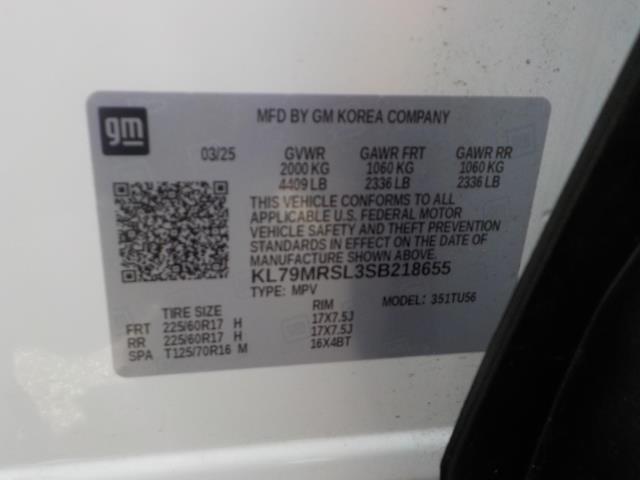 gm
MFD BY GM KOREA COMPANY
03/25 GVWR GAWR FRT GAWR RR
2000 KG 1060 KG 1060 KG
4409 LB 2336 LB 2336 LB
THIS VEHICLE CONFORMS TO ALL
APPLICABLE U.S. FEDERAL MOTOR
VEHICLE SAFETY AND THEFT PREVENTION
STANDARDS IN EFFECT ON THE DATE OF
MANUFACTURE SHOWN ABOVE.
KL79MRSL3SB218655
TYPE: MPV MODEL: 351TU56
TIRE SIZE RIM
FRT 225/60R17 H 17X7.5J
RR 225/60R17 H 17X7.5J
SPA T125/70R16 M 16X4BT